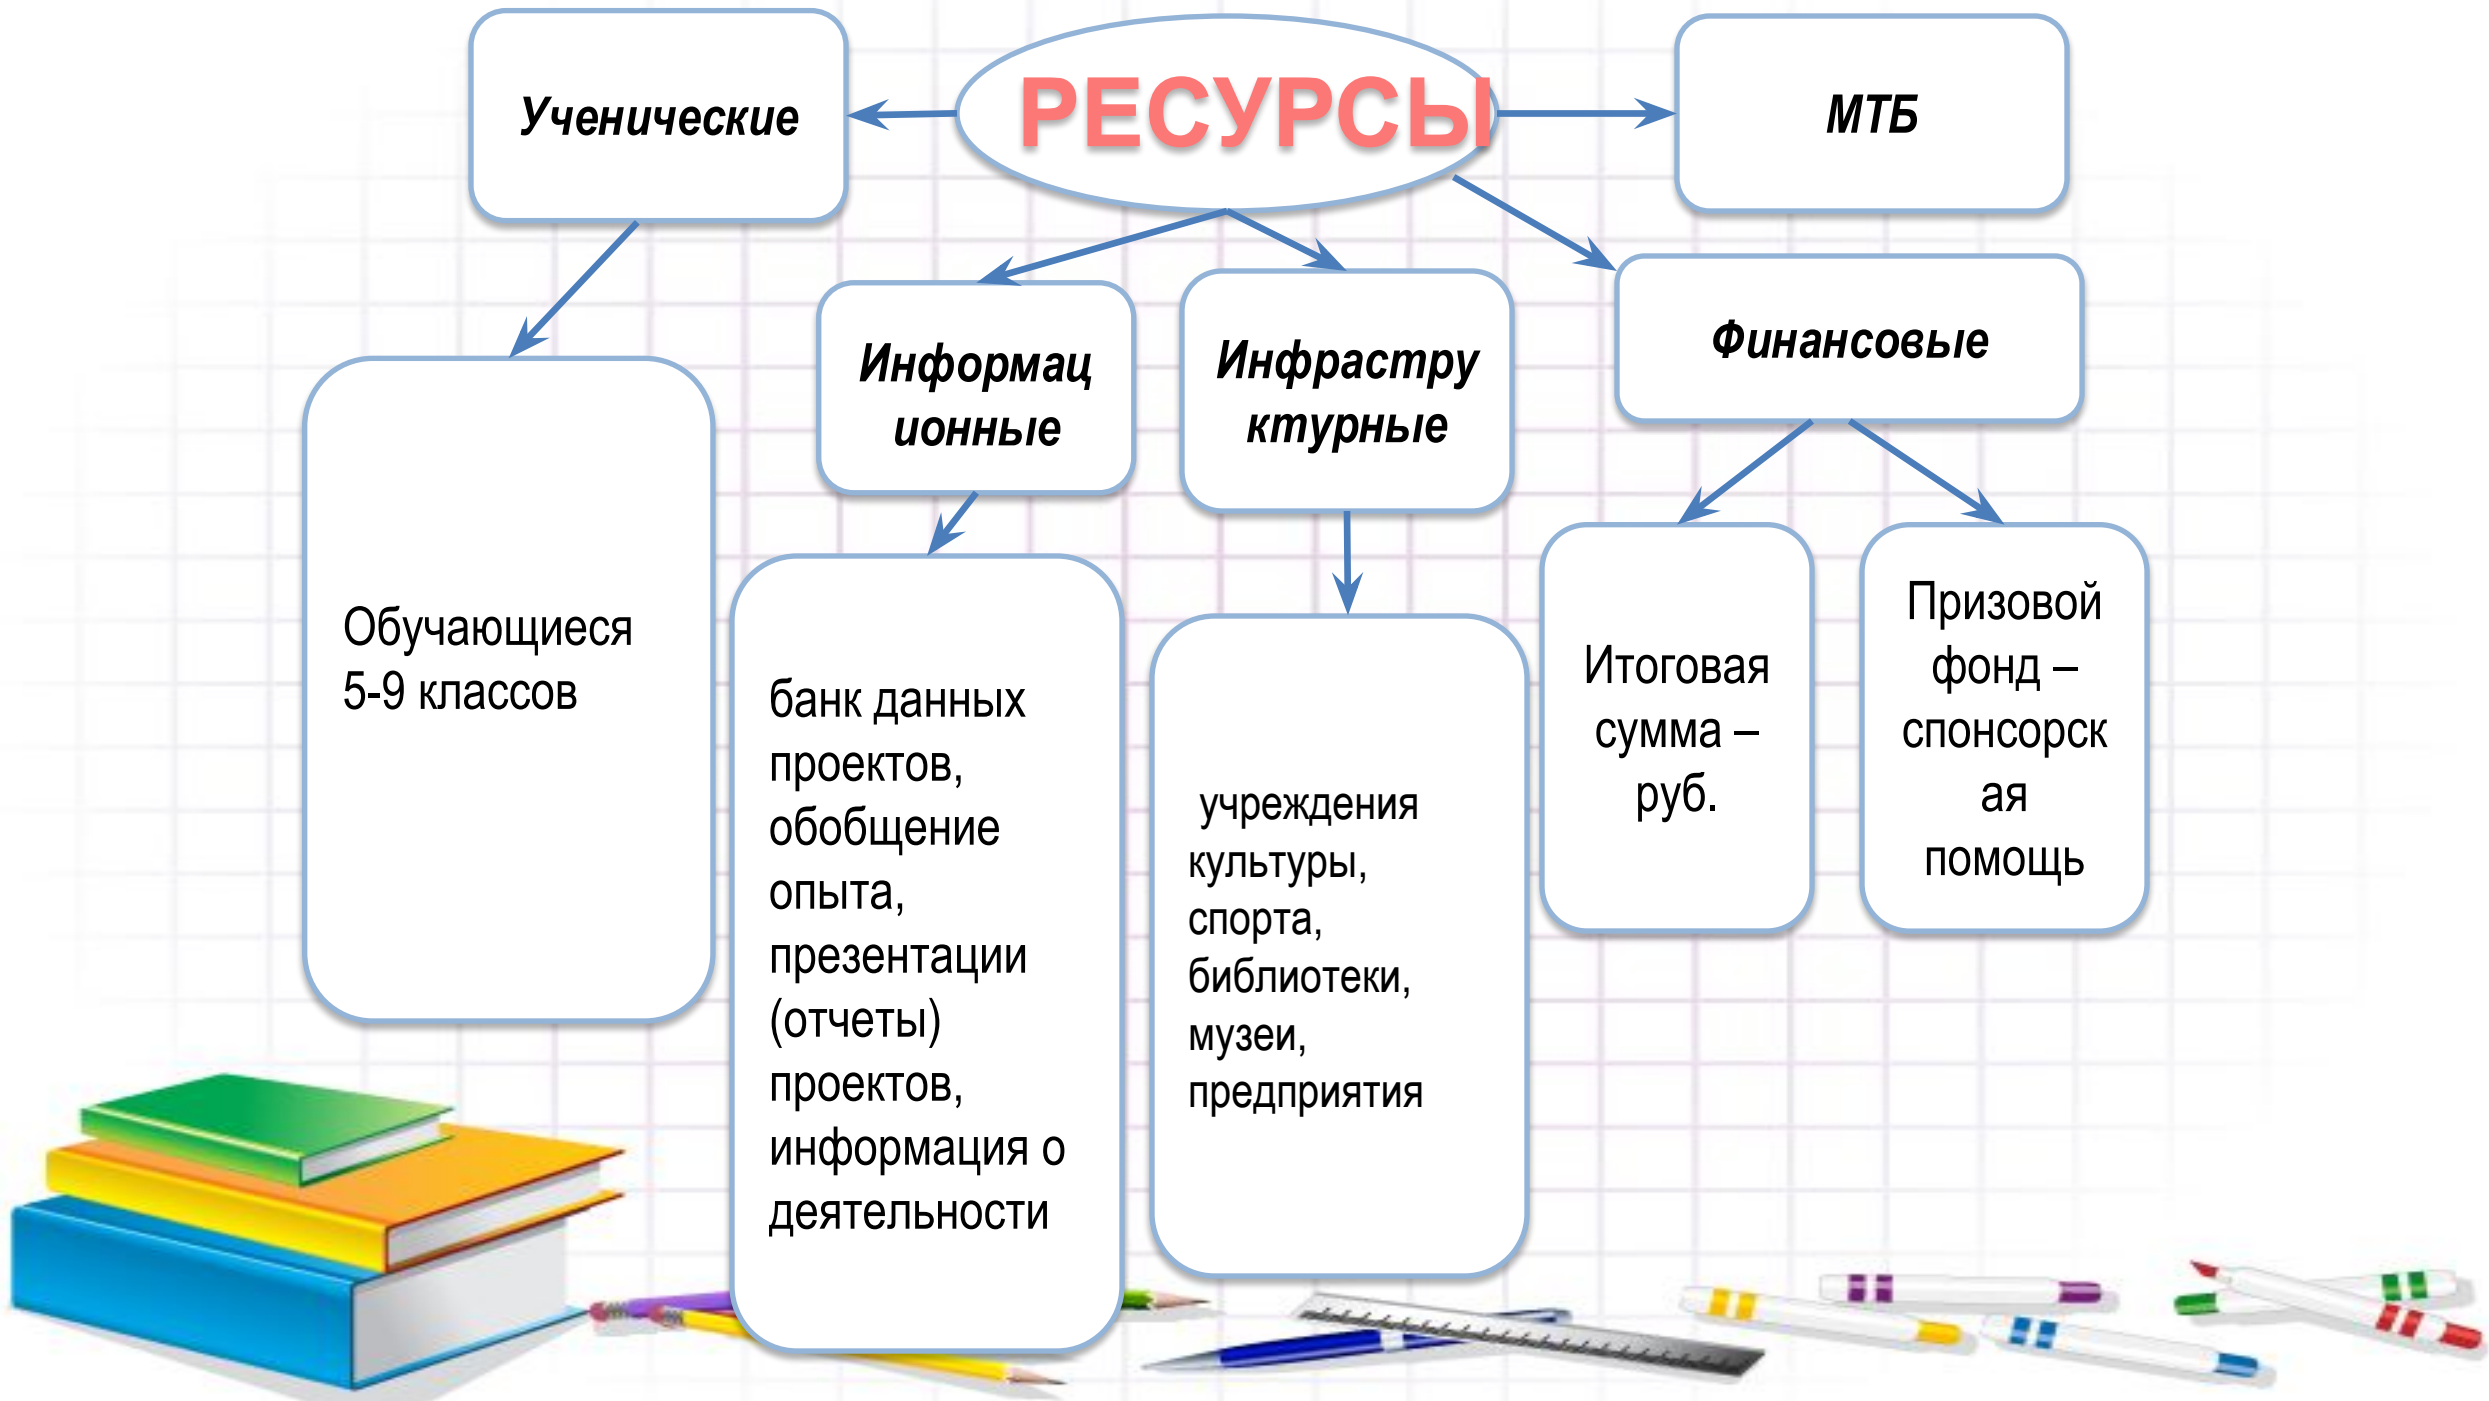 Ученические
РЕСУРСЫ
МТБ
Информац
ионные
Инфрастру
ктурные
Финансовые
Обучающиеся
5-9 классов
банк данных
проектов,
обобщение
опыта,
презентации
(отчеты)
проектов,
информация о
деятельности
учреждения
культуры,
спорта,
библиотеки,
музеи,
предприятия
Итоговая
сумма –
руб.
Призовой
фонд –
спонсорск
ая
помощь